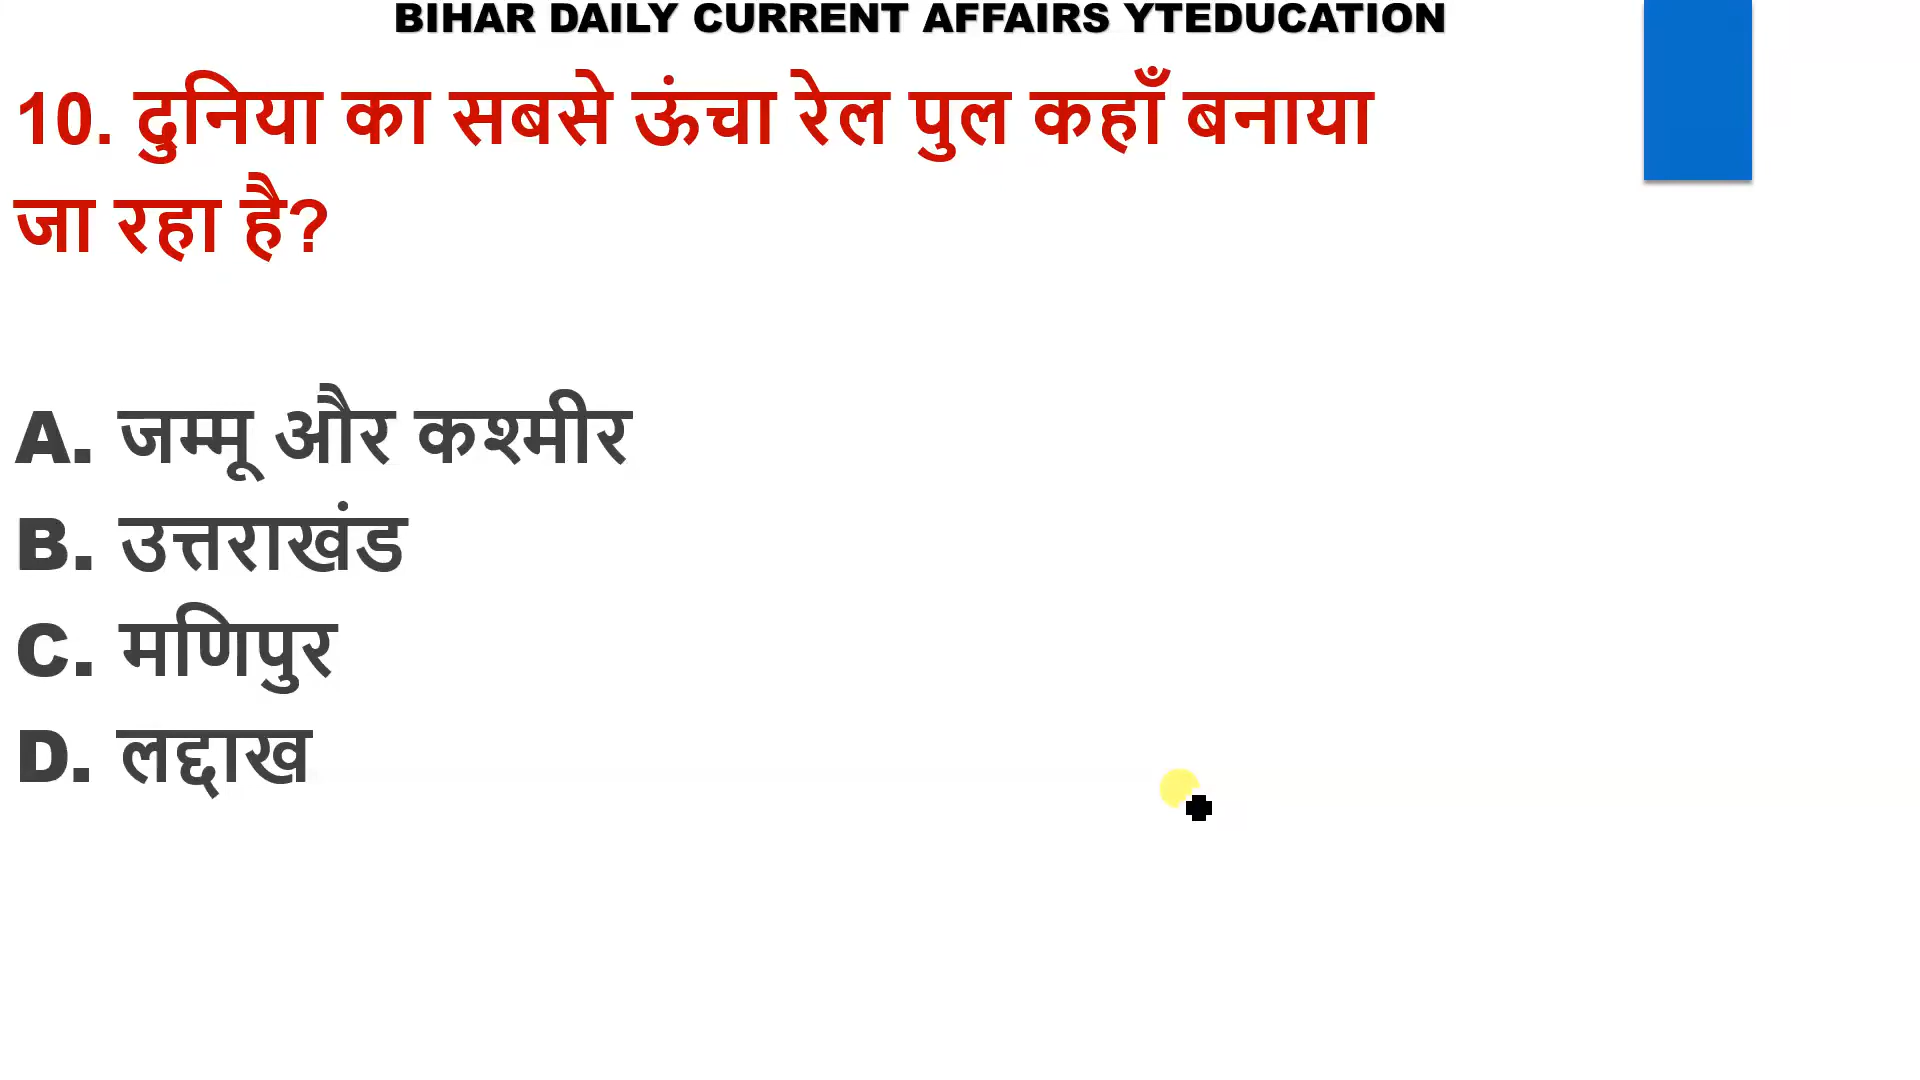 BIHAR DAILY CURRENT AFFAIRS YTEDUCATION
10. दुनिया का सबसे ऊंचा रेल पुल कहाँ बनाया
जा रहा है?
A. जम्मू और कश्मीर
B. उत्तराखंड
C. मणिपुर
D. लद्दाख